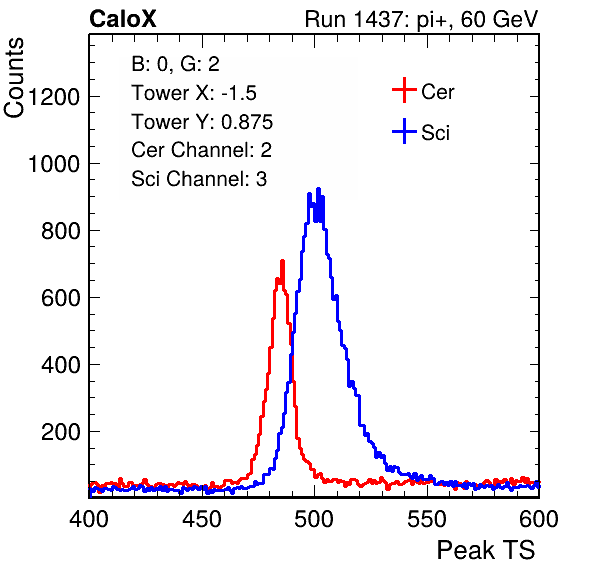 CaloX Run 1437: pi+, 60 GeV
Counts
B: 0, G: 2
Tower X: -1.5
Tower Y: 0.875
Cer Channel: 2
Sci Channel: 3
Cer
Sci
1200
1000
800
600
400
200
400 450 500 550 600
Peak TS